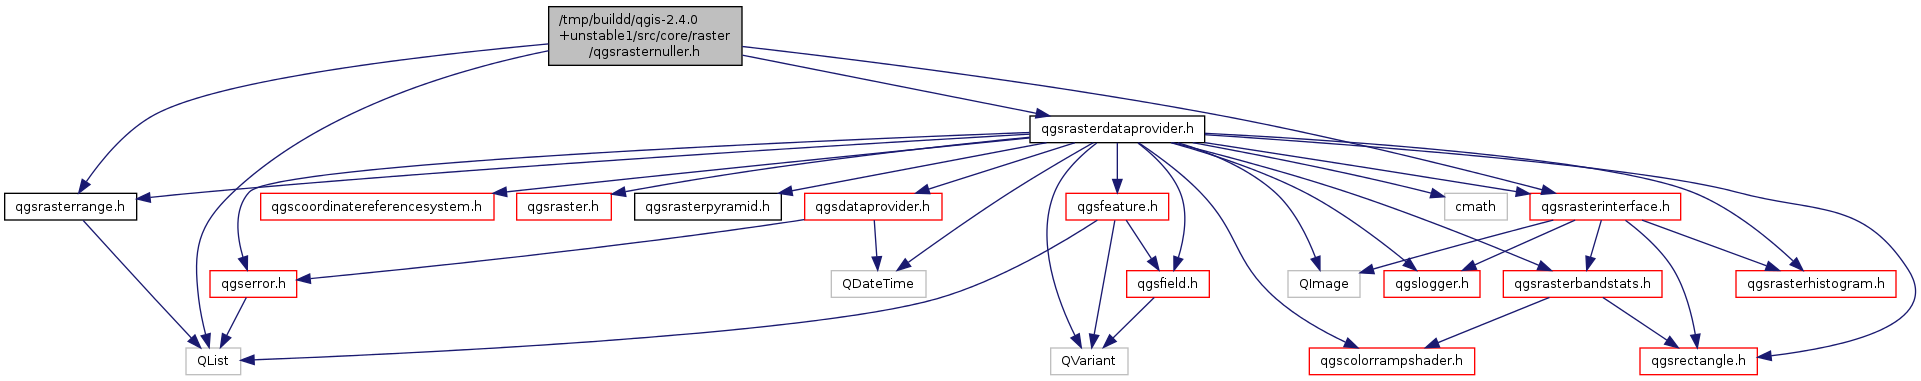 /tmp/buildd/qgis-2.4.0
+unstable1/src/core/raster
/qgsrasternuller.h
qgsrasterdataprovider.h
qgsrasterrange.h
qgscoordinatereferencesystem.h
qgsraster.h
qgsrasterpyramid.h
qgsdataprovider.h
qgsfeature.h
cmath
qgsrasterinterface.h
qgserror.h
QDateTime
qgsfield.h
QImage
qgslogger.h
qgsrasterbandstats.h
qgsrasterhistogram.h
QList
QVariant
qgscolorrampshader.h
qgsrectangle.h